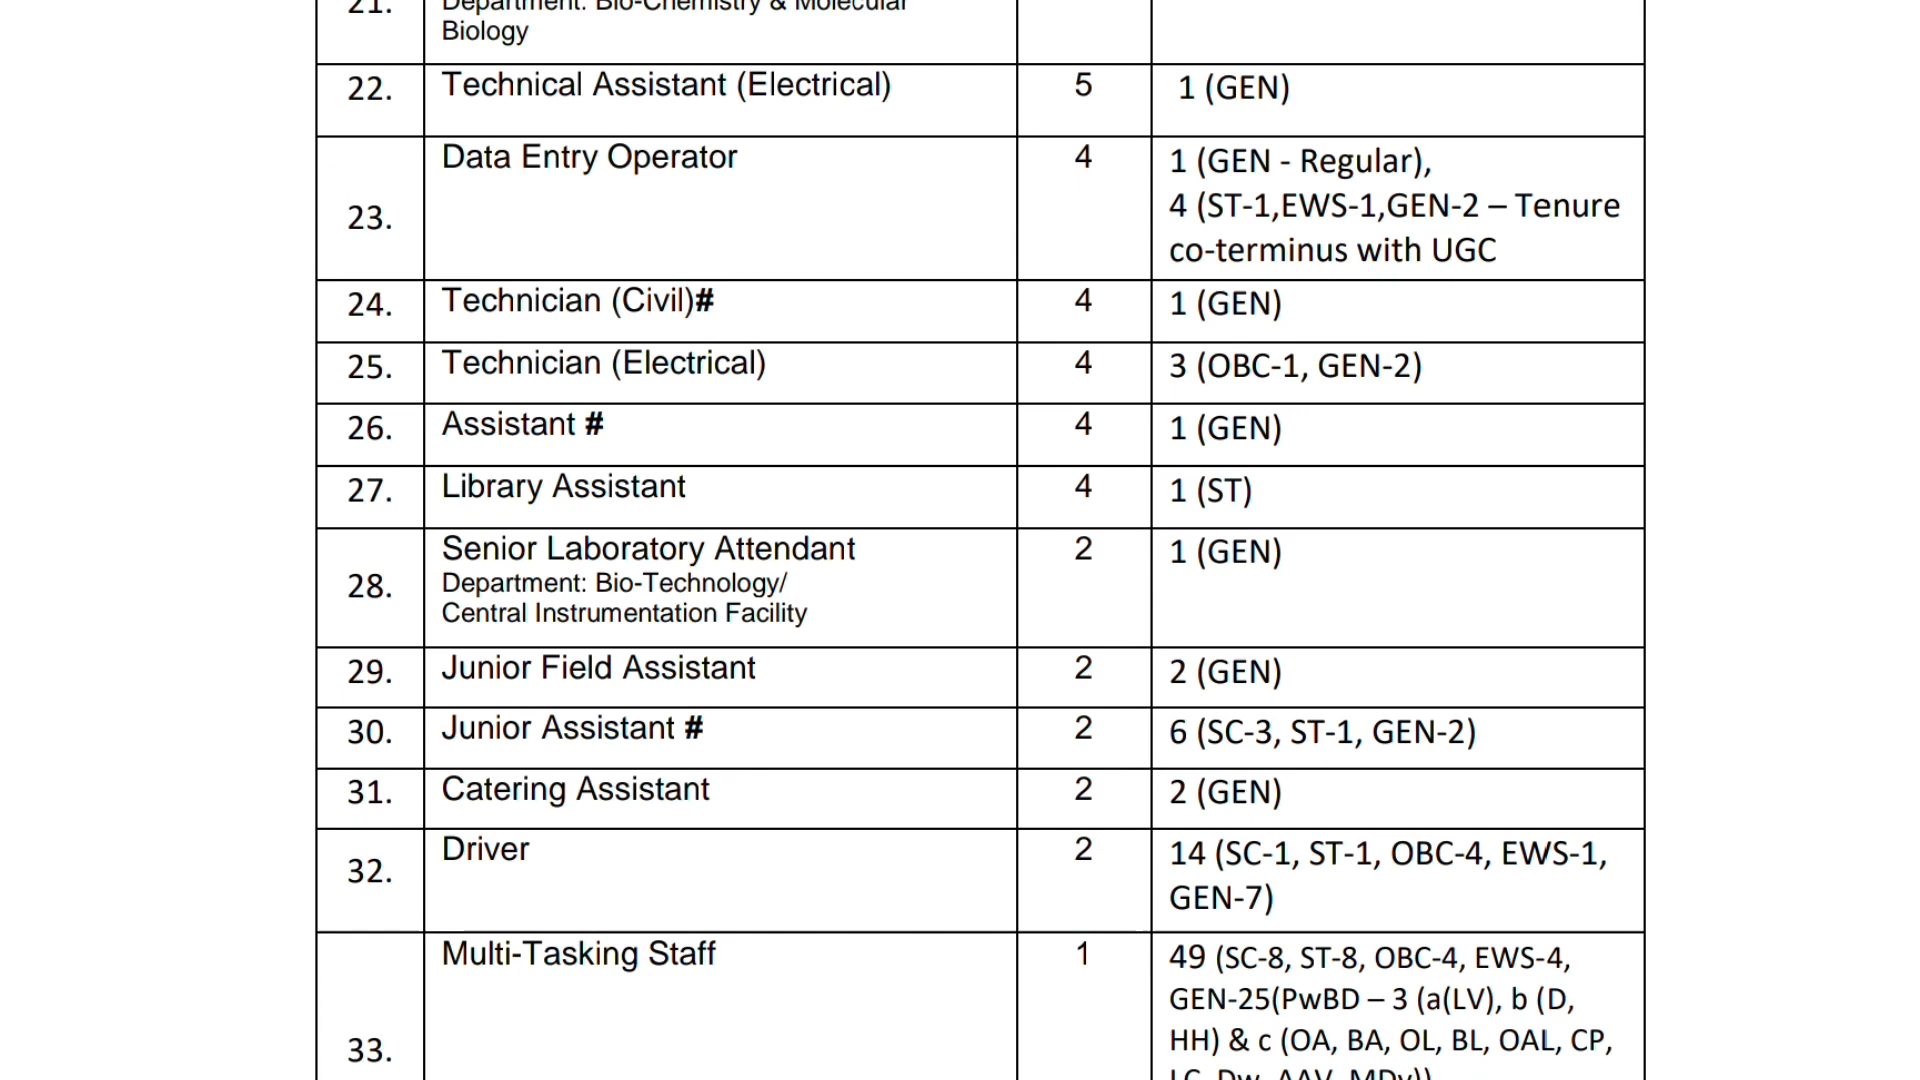 21.
Department: Bio-Chemistry & Molecular
Biology
22. Technical Assistant (Electrical) 5 1 (GEN)
23. Data Entry Operator 4 1 (GEN - Regular),
4 (ST-1,EWS-1,GEN-2 – Tenure
co-terminus with UGC
24. Technician (Civil)# 4 1 (GEN)
25. Technician (Electrical) 4 3 (OBC-1, GEN-2)
26. Assistant # 4 1 (GEN)
27. Library Assistant 4 1 (ST)
28. Senior Laboratory Attendant 2 1 (GEN)
Department: Bio-Technology/
Central Instrumentation Facility
29. Junior Field Assistant 2 2 (GEN)
30. Junior Assistant # 2 6 (SC-3, ST-1, GEN-2)
31. Catering Assistant 2 2 (GEN)
32. Driver 2 14 (SC-1, ST-1, OBC-4, EWS-1,
GEN-7)
33. Multi-Tasking Staff 1 49 (SC-8, ST-8, OBC-4, EWS-4,
GEN-25(PwBD – 3 (a(LV), b (D,
HH) & c (OA, BA, OL, BL, OAL, CP,
LC, Dw, AAV, MDy))